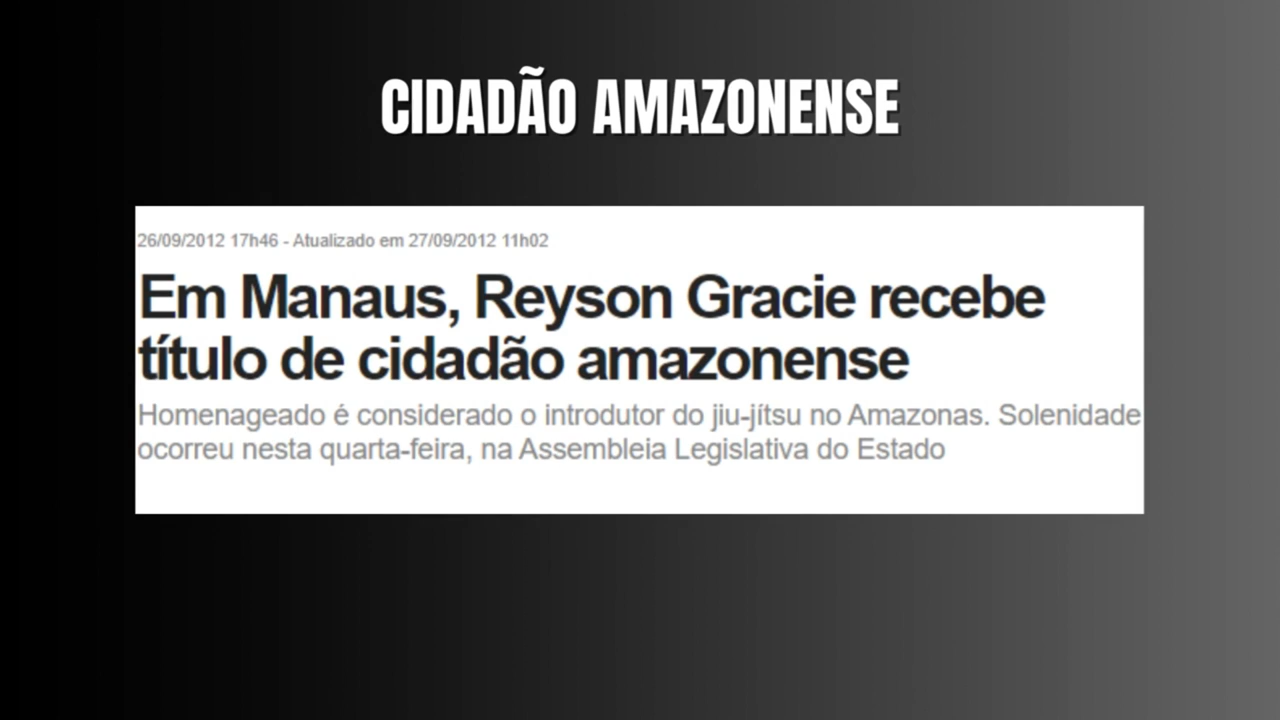 CIDADÃO AMAZONENSE
26/09/2012 17h46 - Atualizado em 27/09/2012 11h02
Em Manaus, Reyson Gracie recebe
título de cidadão amazonense
Homenageado é considerado o introdutor do jiu-jítsu no Amazonas. Solenidade
ocorreu nesta quarta-feira, na Assembleia Legislativa do Estado